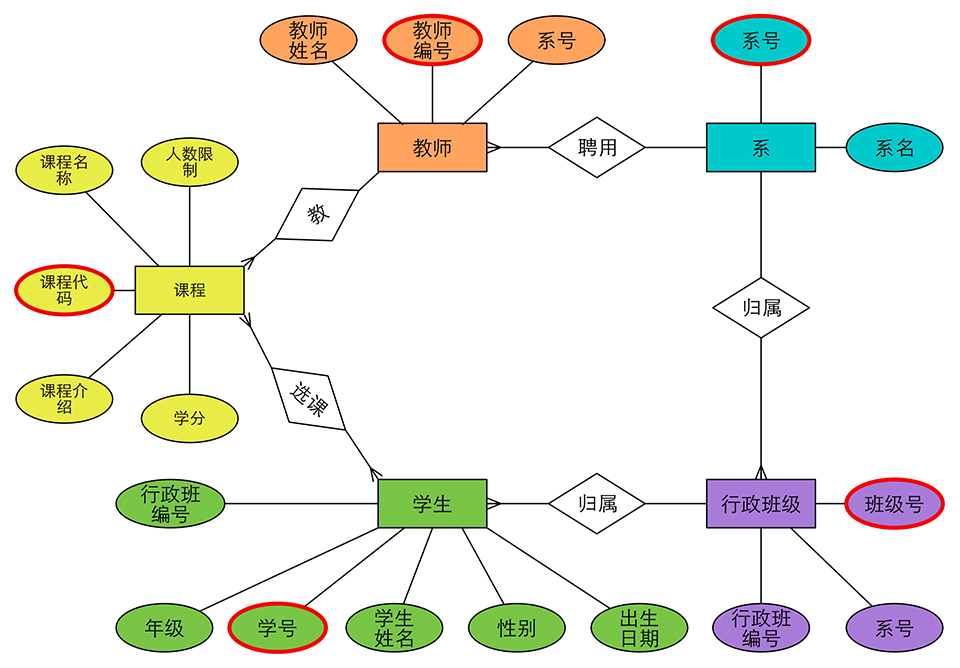 教师
姓名
教师
编号
系号
系号
教师
聘用
系
系名
课程名
称
人数限
制
教
课程代
码
课程
归属
课程介
绍
学分
选课
行政班
编号
学生
归属
行政班级
班级号
年级
学号
学生
姓名
性别
出生
日期
行政班
编号
系号